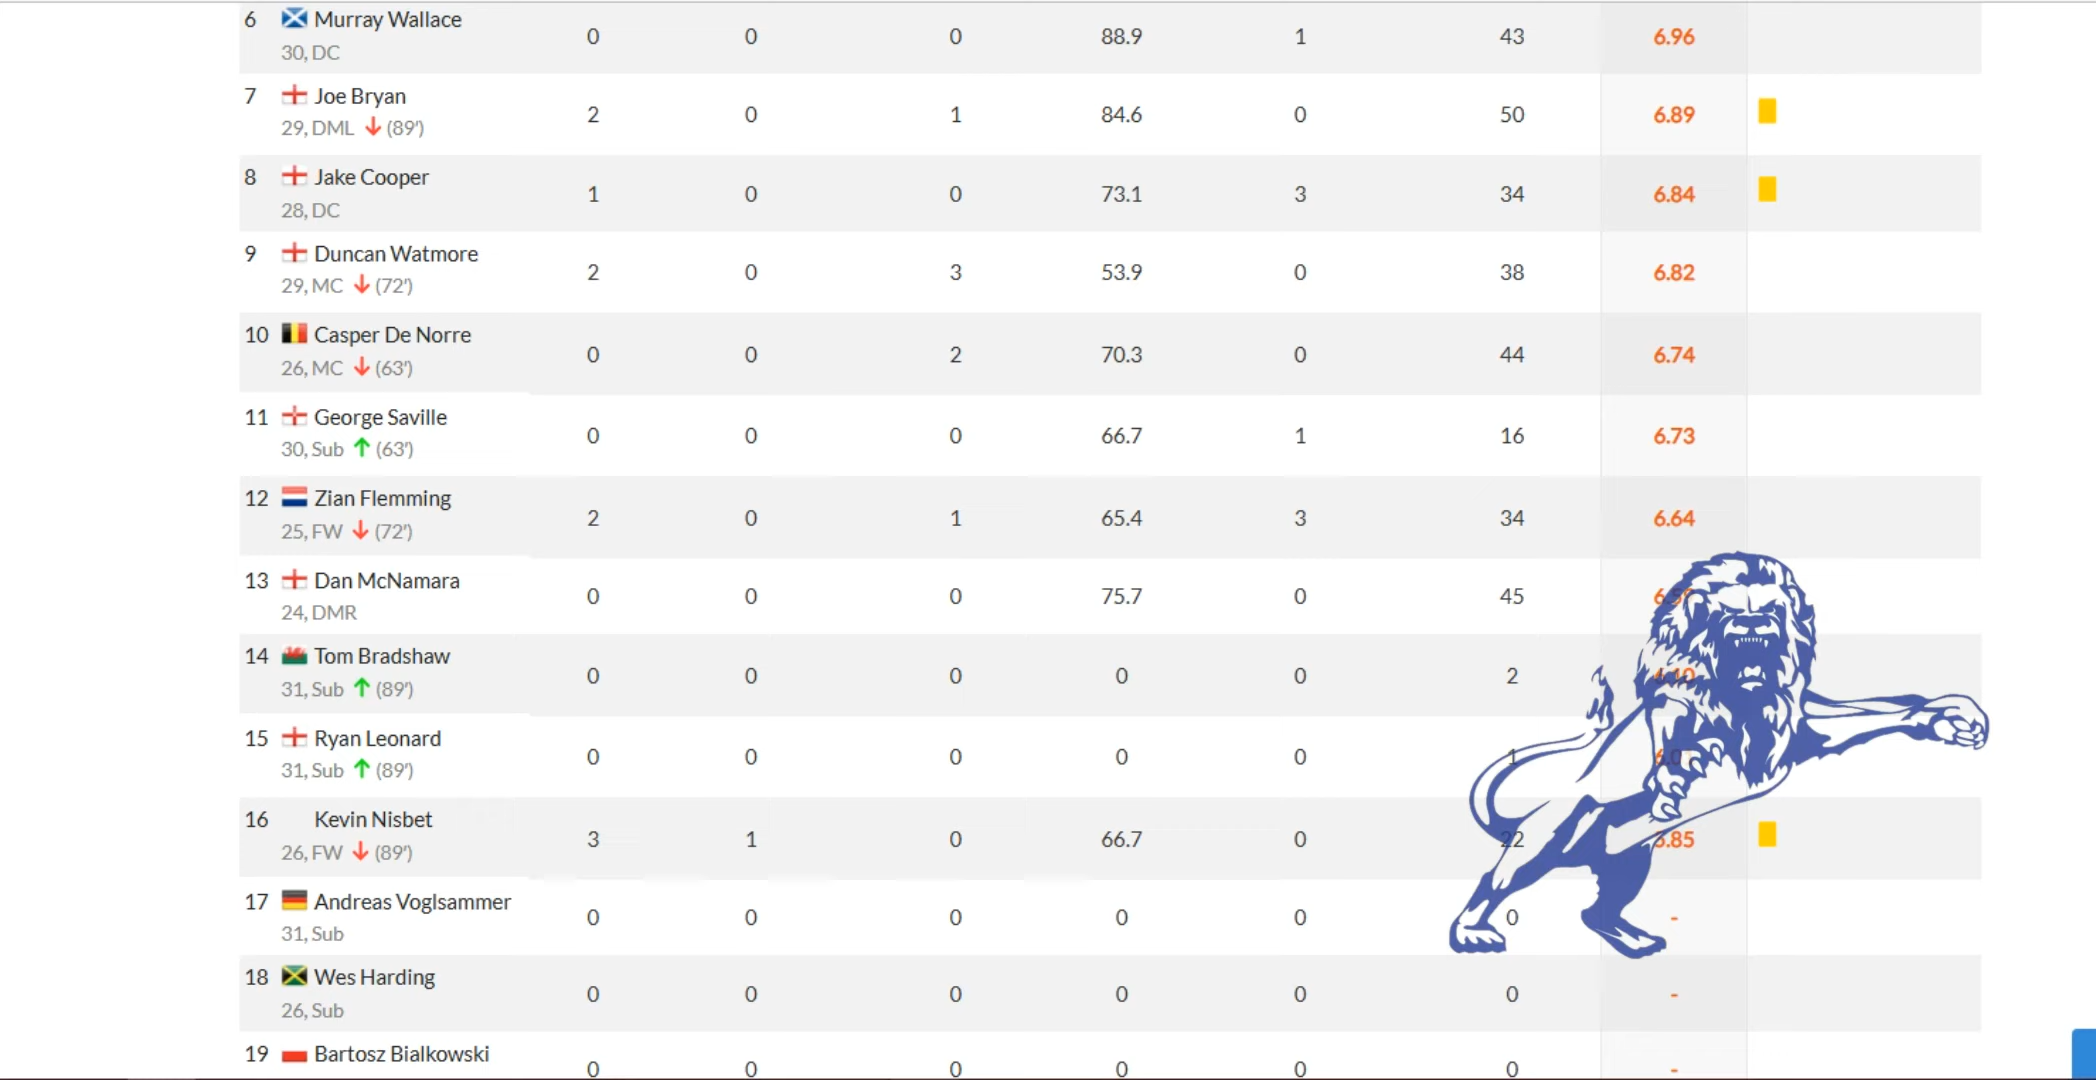 6 Murray Wallace
30, DC
0 0 0 88.9 1 43 6.96
7 Joe Bryan
29, DML (89')
2 0 1 84.6 0 50 6.89
8 Jake Cooper
28, DC
1 0 0 73.1 3 34 6.84
9 Duncan Watmore
29, MC (72')
2 0 3 53.9 0 38 6.82
10 Casper De Norre
26, MC (63')
0 0 2 70.3 0 44 6.74
11 George Saville
30, Sub (63')
0 0 0 66.7 1 16 6.73
12 Zian Flemming
25, FW (72')
2 0 1 65.4 3 34 6.64
13 Dan McNamara
24, DMR
0 0 0 75.7 0 45
14 Tom Bradshaw
31, Sub (89')
0 0 0 0 0 2
15 Ryan Leonard
31, Sub (89')
0 0 0 0 0 1
16 Kevin Nisbet
26, FW (89')
3 1 0 66.7 0 22
17 Andreas Voglsammer
31, Sub
0 0 0 0 0 0 -
18 Wes Harding
26, Sub
0 0 0 0 0 0 -
19 Bartosz Bialkowski
0 0 0 0 0 0 -